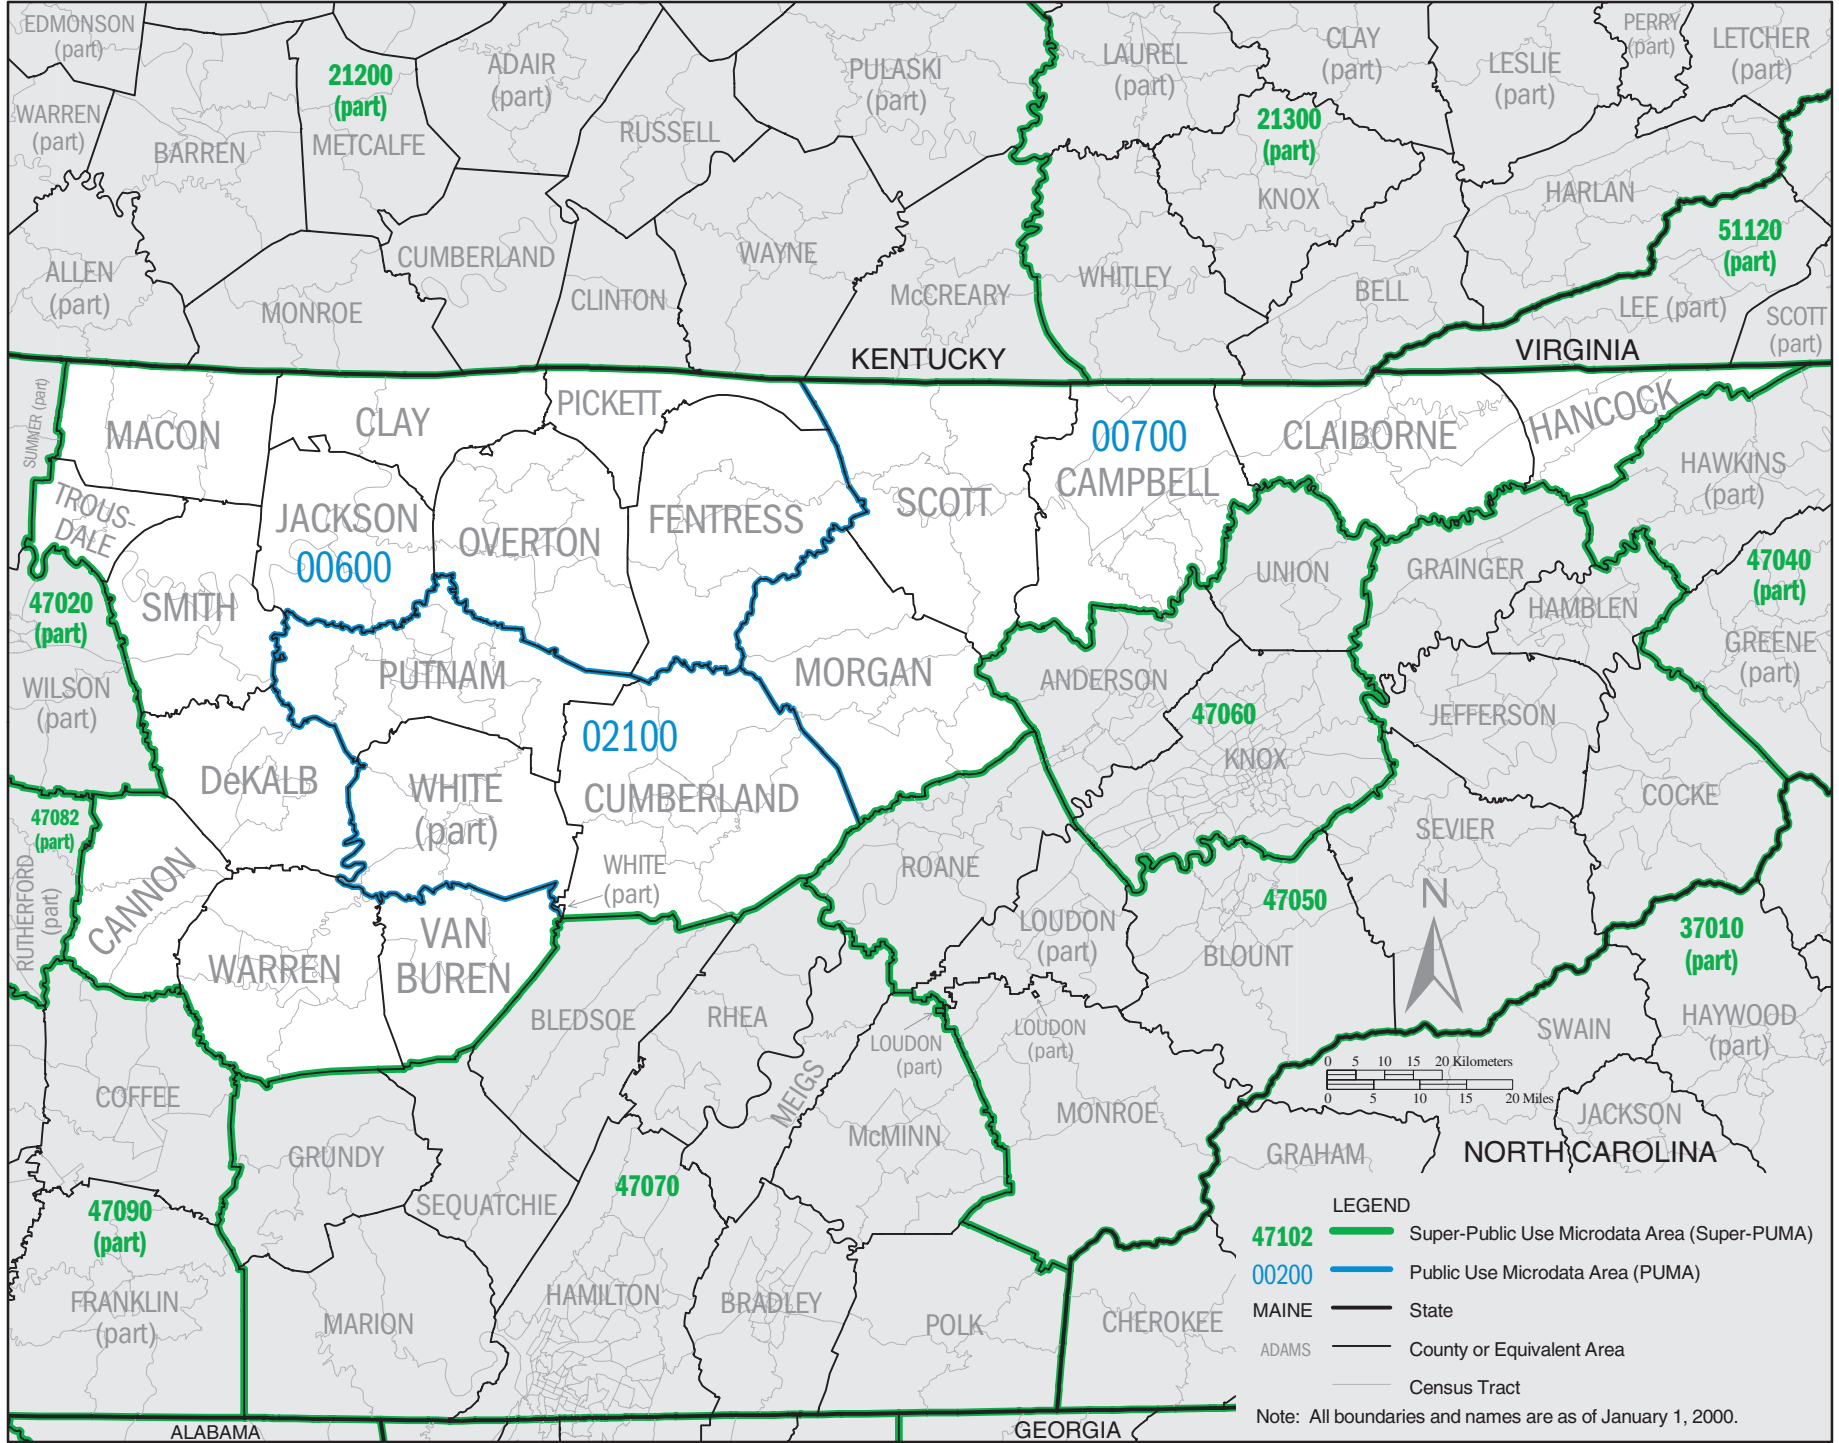 EDMONSON
(part)
21200
(part)
ADAIR
(part)
PULASKI
(part)
LAUREL
(part)
CLAY
(part)
LESLIE
(part)
PERRY
(part)
LETCHER
(part)
WARREN
(part)
BARREN
METCALFE
RUSSELL
21300
(part)
KNOX
HARLAN
51120
(part)
ALLEN
(part)
CUMBERLAND
WAYNE
WHITLEY
BELL
MONROE
CLINTON
McCREARY
LEE (part)
SCOTT
(part)
KENTUCKY
VIRGINIA
SUMNER (part)
MACON
CLAY
PICKETT
00700
CAMPBELL
CLAIBORNE
HANCOCK
HAWKINS
(part)
TROUS-
DALE
JACKSON
00600
OVERTON
FENTRESS
SCOTT
47020
(part)
SMITH
UNION
GRAINGER
HAMBLEN
47040
(part)
GREENE
(part)
WILSON
(part)
PUTNAM
MORGAN
ANDERSON
47060
KNOX
JEFFERSON
02100
CUMBERLAND
DeKALB
WHITE
(part)
COCKE
SEVIER
47082
(part)
RUTHERFORD
(part)
CANNON
WHITE
(part)
ROANE
47050
N
VAN
BUREN
WARREN
LOUDON
(part)
BLOUNT
37010
(part)
BLEDSOE
RHEA
MEIGS
LOUDON
(part)
LOUDON
(part)
SWAIN
HAYWOOD
(part)
0 5 10 15 20 Kilometers
0 5 10 15 20 Miles
COFFEE
McMINN
MONROE
JACKSON
GRUNDY
GRAHAM
NORTH CAROLINA
47090
(part)
SEQUATCHIE
47070
FRANKLIN
(part)
MARION
HAMILTON
BRADLEY
POLK
CHEROKEE
ALABAMA
GEORGIA
LEGEND
47102 Super-Public Use Microdata Area (Super-PUMA)
00200 Public Use Microdata Area (PUMA)
MAINE State
ADAMS County or Equivalent Area
Census Tract
Note: All boundaries and names are as of January 1, 2000.